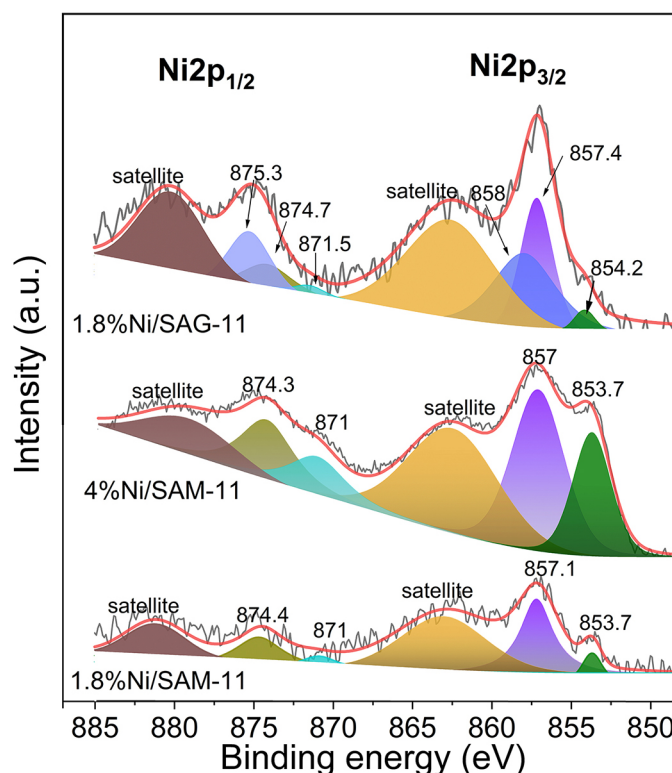 Ni2p1/2
Ni2p3/2
satellite
875.3
874.7
871.5
satellite
858
857.4
854.2
1.8%Ni/SAG-11
satellite
874.3
871
satellite
857
853.7
4%Ni/SAM-11
satellite
874.4
871
satellite
857.1
853.7
1.8%Ni/SAM-11
Intensity (a.u.)
885 880 875 870 865 860 855 850
Binding energy (eV)